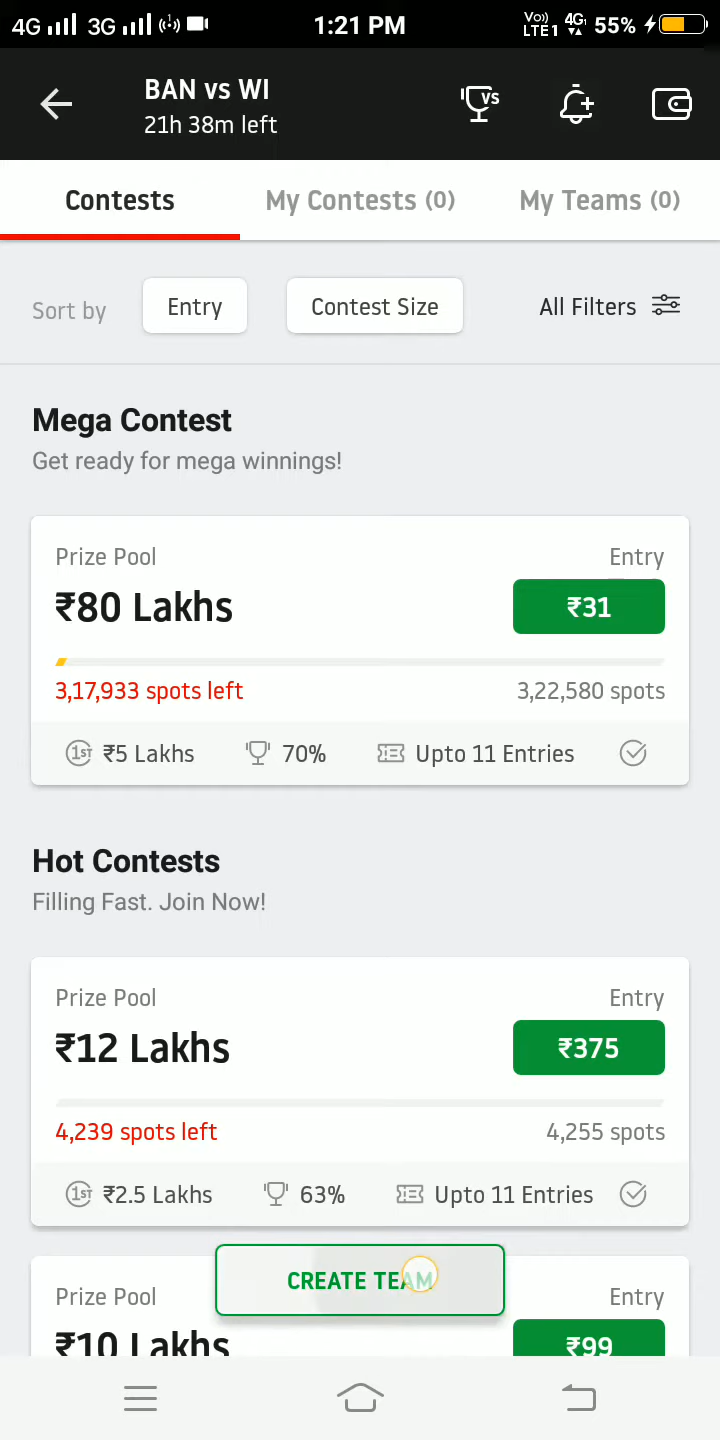 4G 3G 1:21 PM Vo)) LTE1 4G 55%
BAN vs WI
21h 38m left
VS
Contests My Contests (0) My Teams (0)
Sort by Entry Contest Size All Filters
Mega Contest
Get ready for mega winnings!
Prize Pool Entry
₹80 Lakhs ₹31
3,17,933 spots left 3,22,580 spots
1ST ₹5 Lakhs 70% Upto 11 Entries
Hot Contests
Filling Fast. Join Now!
Prize Pool Entry
₹12 Lakhs ₹375
4,239 spots left 4,255 spots
1ST ₹2.5 Lakhs 63% Upto 11 Entries
CREATE TEAM
Prize Pool Entry
₹10 Lakhs ₹99